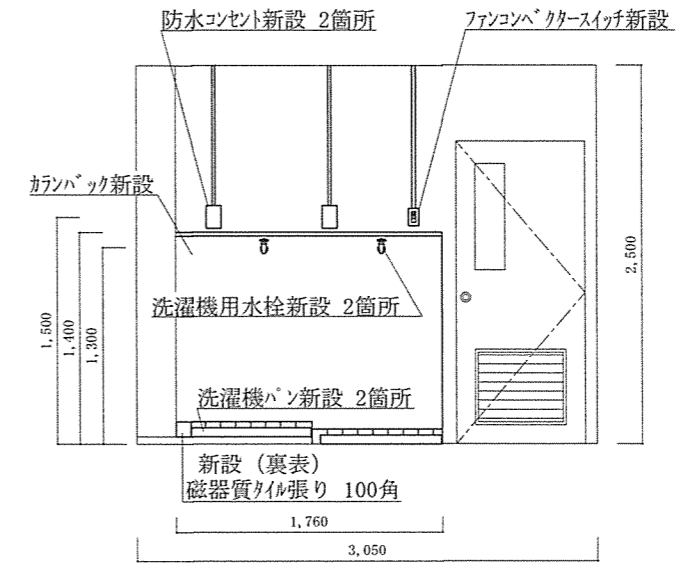 防水コンセント新設 2箇所
ファンコンベクタースイッチ新設
カランバック新設
2,500
1,500
1,400
1,300
洗濯機用水栓新設 2箇所
洗濯機パン新設 2箇所
新設 (裏表)
磁器質タイル張り 100角
1,760
3,050